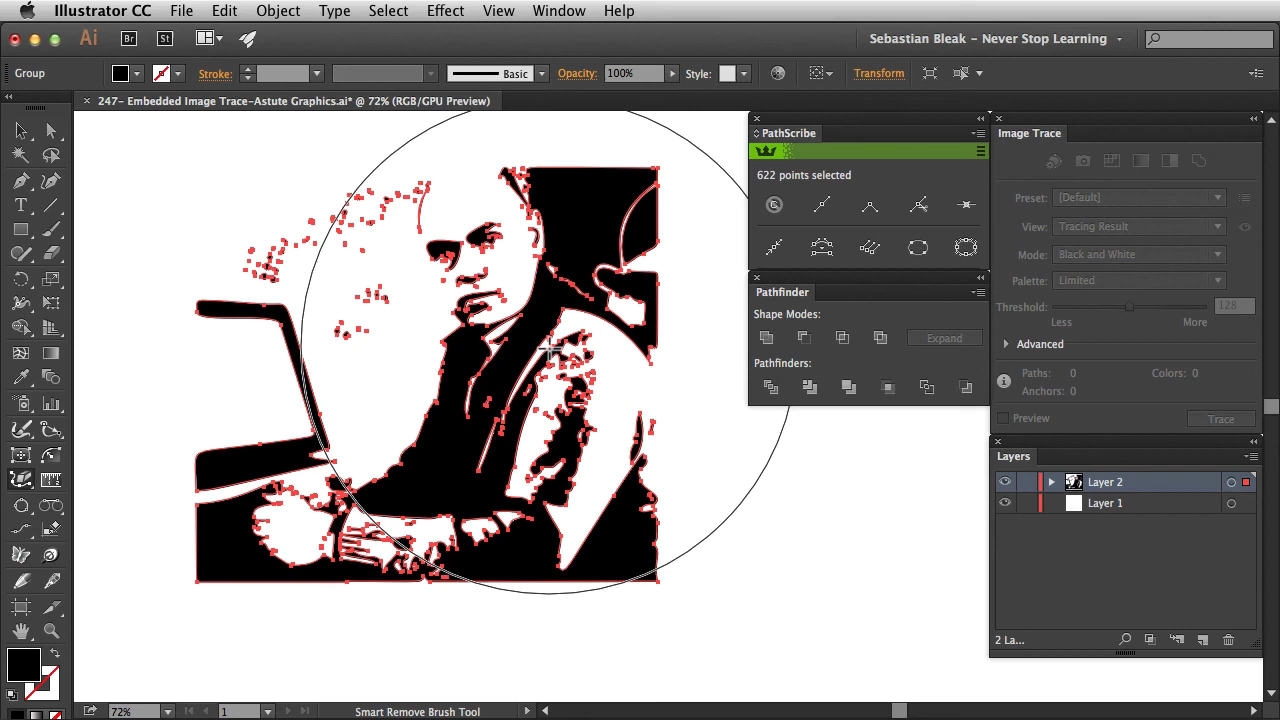 Illustrator CC File Edit Object Type Select Effect View Window Help
Ai Br St Sebastian Bleak - Never Stop Learning
Group Stroke: Basic Opacity: 100% Style: Transform
× 247- Embedded Image Trace-Astute Graphics.ai* @ 72% (RGB/GPU Preview)
PathScribe
622 points selected
Pathfinder
Shape Modes:
Expand
Pathfinders:
Image Trace
Preset: [Default]
View: Tracing Result
Mode: Black and White
Palette: Limited
Threshold: 128
Less More
Advanced
Paths: 0 Colors: 0
Anchors: 0
Preview Trace
Layers
Layer 2
Layer 1
2 La...
72% 1 Smart Remove Brush Tool